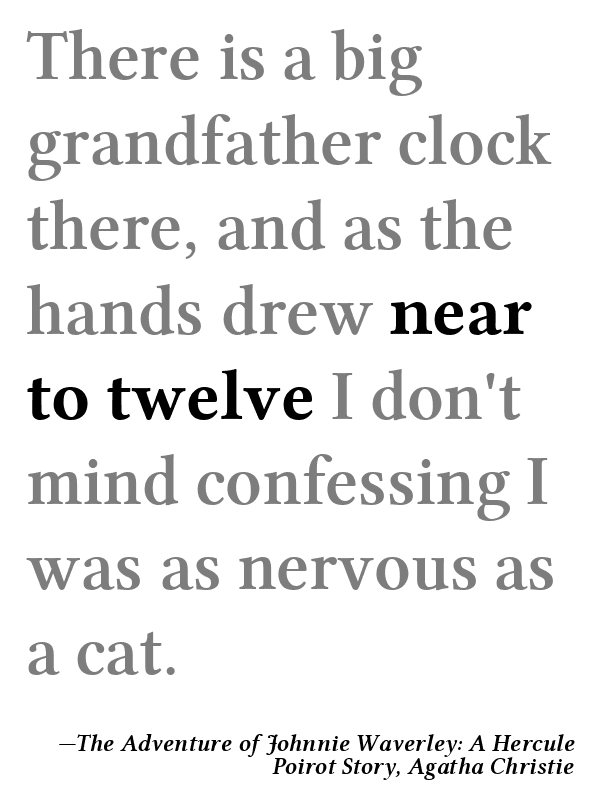 There is a big
grandfather clock
there, and as the
hands drew near
to twelve I don't
mind confessing I
was as nervous as
a cat.
—The Adventure of Johnnie Waverley: A Hercule
Poirot Story, Agatha Christie